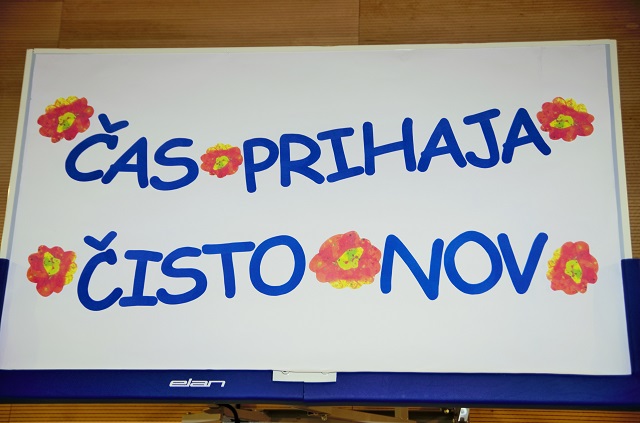 ČAS PRIHAJA
ČISTO NOV
elan